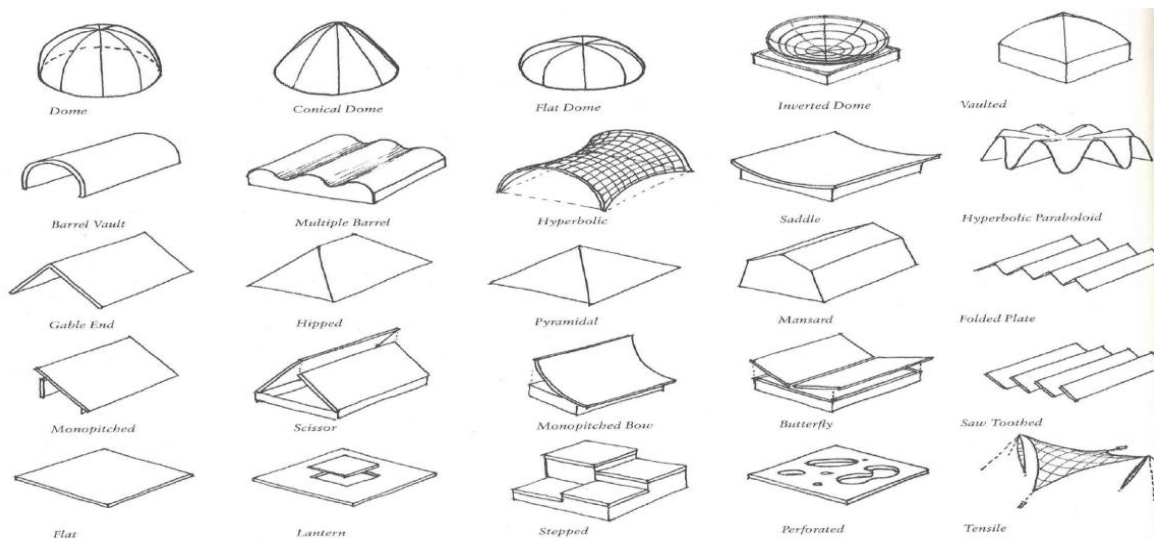 Dome
Conical Dome
Flat Dome
Inverted Dome
Vaulted
Barrel Vault
Multiple Barrel
Hyperbolic
Saddle
Hyperbolic Paraboloid
Gable End
Hipped
Pyramidal
Mansard
Folded Plate
Monopitched
Scissor
Monopitched Bow
Butterfly
Saw Toothed
Flat
Lantern
Stepped
Perforated
Tensile